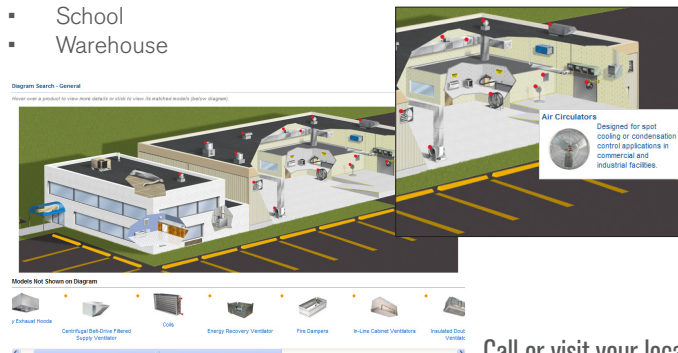 ▪ School
▪ Warehouse
Diagram Search - General
Hover over a product to view more details or click to view its matched models (below diagram).
Air Circulators
Designed for spot
cooling or condensation
control applications in
commercial and
industrial facilities.
Models Not Shown on Diagram
y Exhaust Hoods
Centrifugal Belt-Drive Filtered
Supply Ventilator
Coils
Energy Recovery Ventilator
Fire Dampers
In-Line Cabinet Ventilators
Insulated Doub
Ventilat
Call or visit your loca